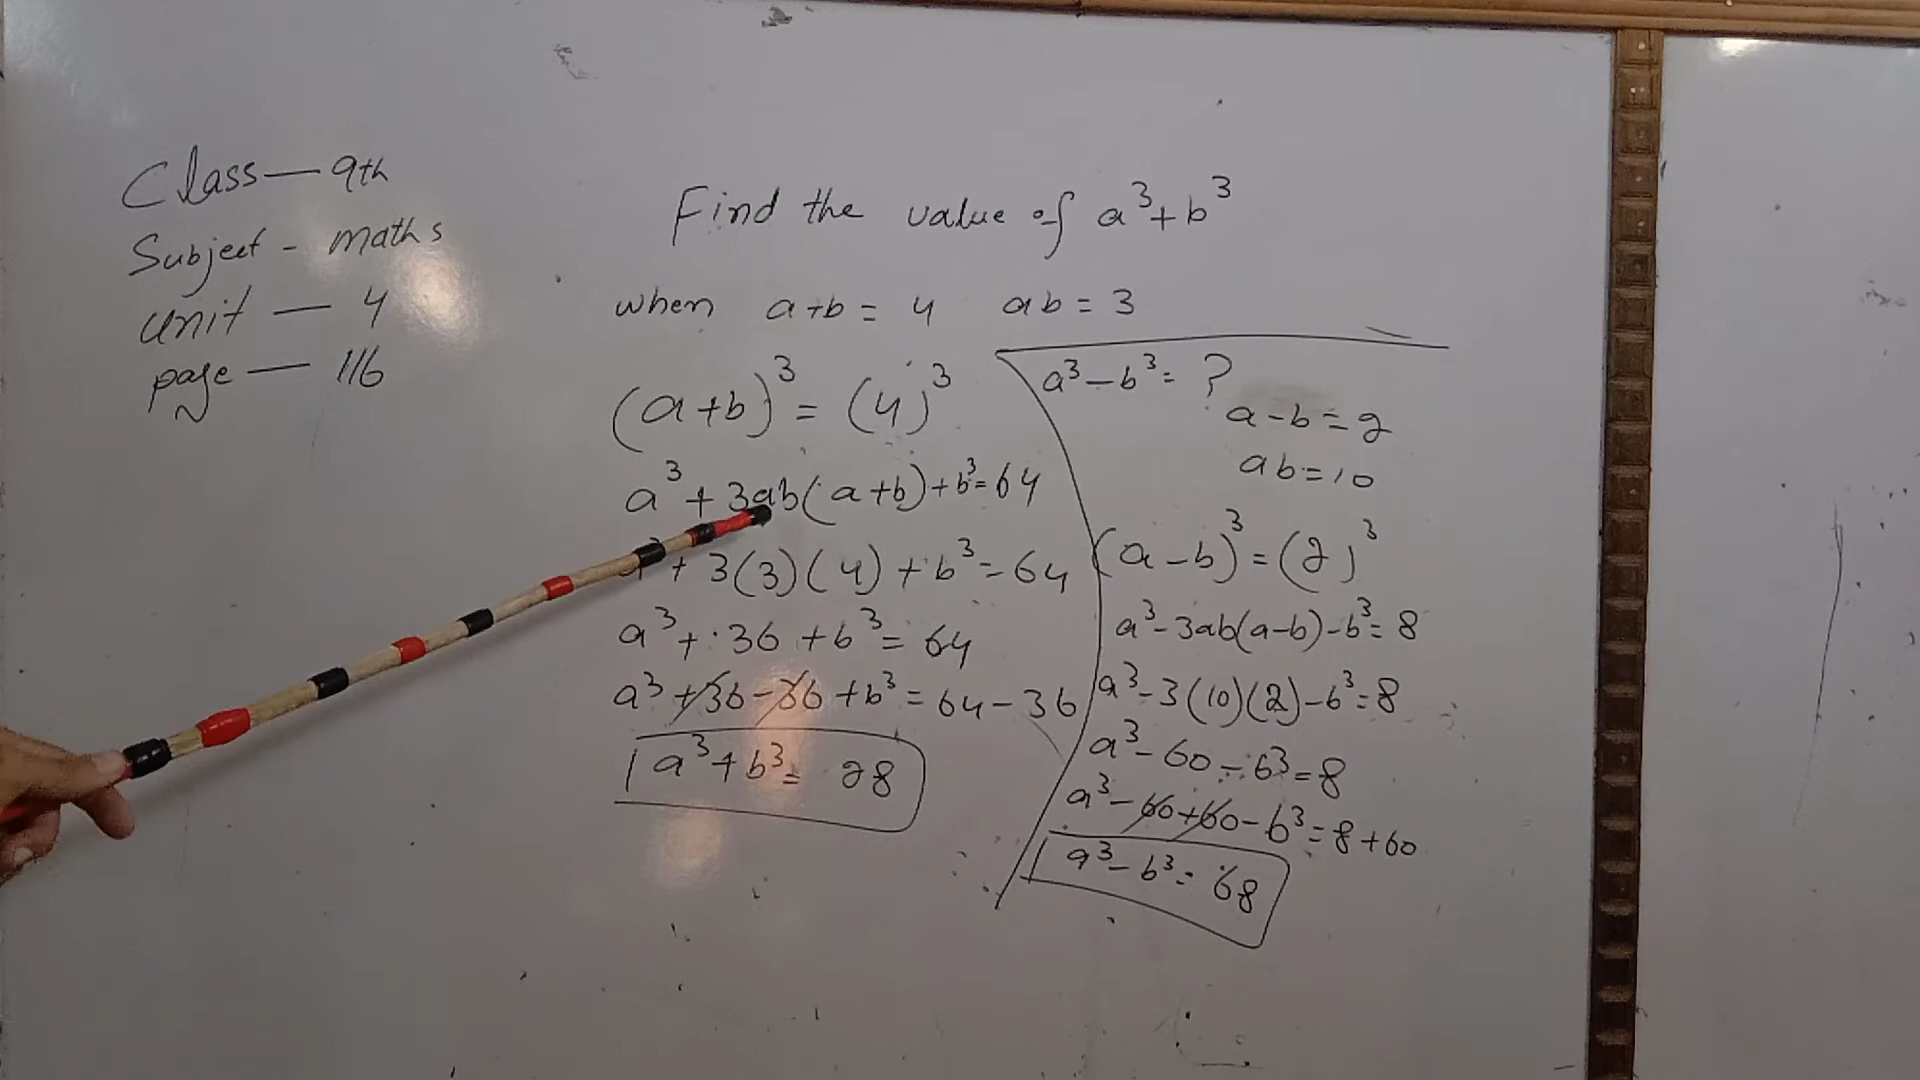 Class — 9th
Subject - maths
unit — 4
page — 116
Find the value of a³+b³
when a+b = 4 ab = 3
(a+b)³ = (4)³
a³ + 3ab(a+b)+b³=64
a³ + 3(3)(4) + b³ = 64
a³ + 36 + b³ = 64
a³ + 36 - 36 + b³ = 64 - 36
a³ + b³ = 28
a³ - b³ = ?
a - b = 2
ab = 10
(a - b)³ = (2)³
a³ - 3ab(a-b) - b³ = 8
a³ - 3(10)(2) - b³ = 8
a³ - 60 - b³ = 8
a³ - 60 + 60 - b³ = 8 + 60
a³ - b³ = 68